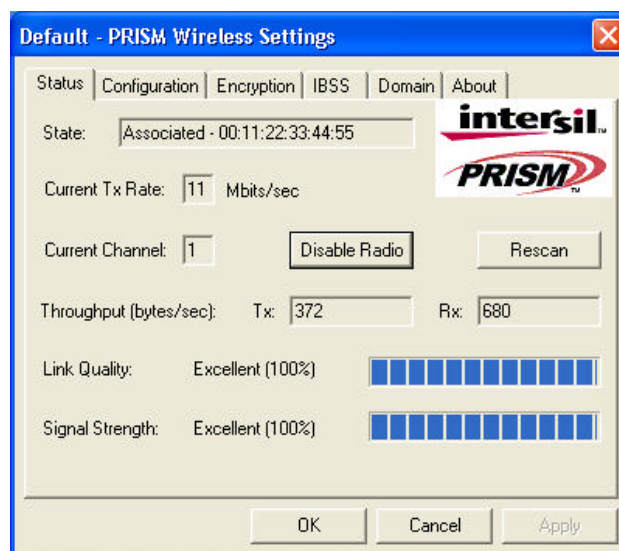 Default - PRISM Wireless Settings
Status Configuration Encryption IBSS Domain About
intersil™
State: Associated - 00:11:22:33:44:55
PRISM™
Current Tx Rate: 11 Mbits/sec
Current Channel: 1 Disable Radio Rescan
Throughput (bytes/sec): Tx: 372 Rx: 680
Link Quality: Excellent (100%)
Signal Strength: Excellent (100%)
OK Cancel Apply